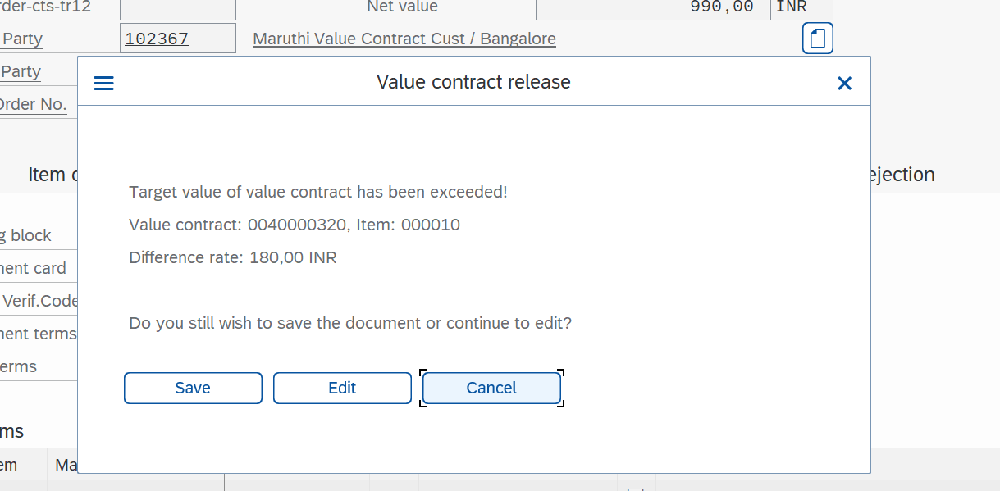 rder-cts-tr12 Net value 990,00 INR
Party 102367 Maruthi Value Contract Cust / Bangalore
Party
Order No.
Value contract release
Item
ejection
Target value of value contract has been exceeded!
g block
Value contract: 0040000320, Item: 000010
ment card
Difference rate: 180,00 INR
Verif.Code
ment terms
Do you still wish to save the document or continue to edit?
erms
Save Edit Cancel
ms
em Ma